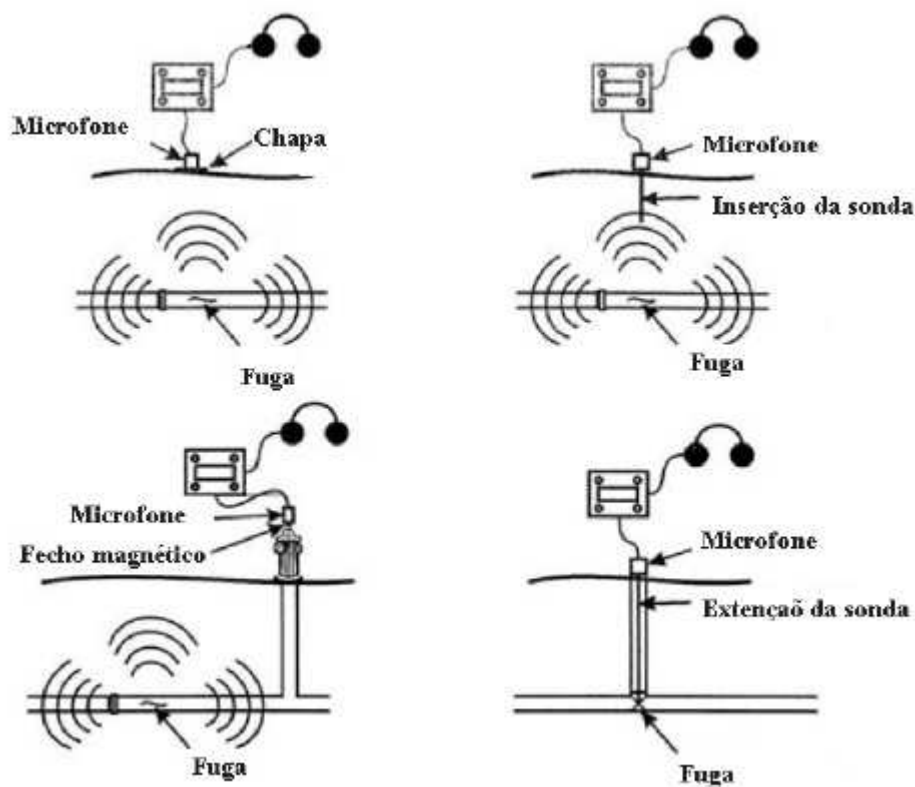 Microfone
Chapa
Fuga
Microfone
Inserção da sonda
Fuga
Microfone
Fecho magnético
Fuga
Microfone
Extençaõ da sonda
Fuga